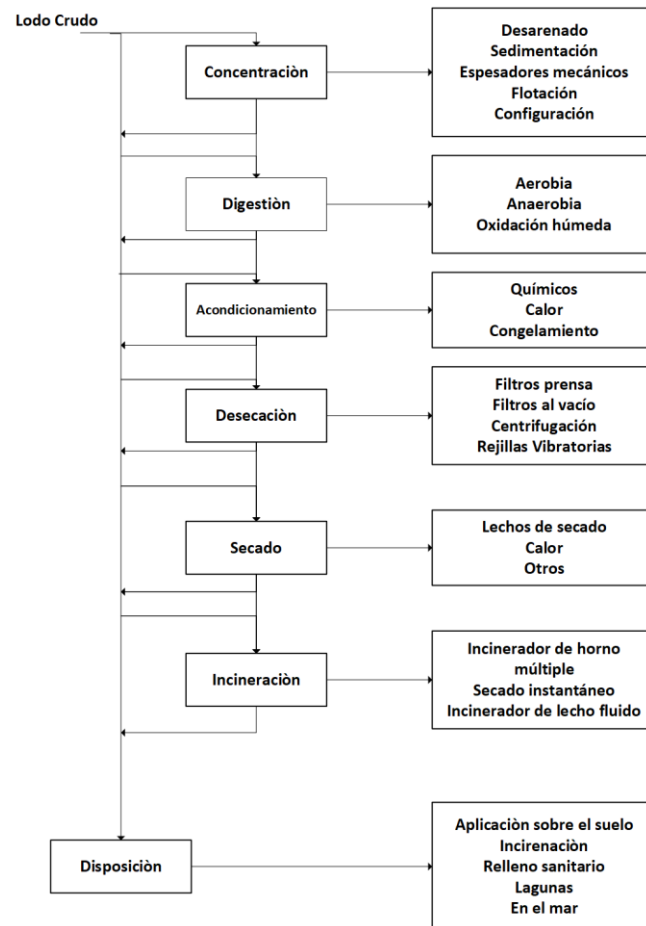 Lodo Crudo
Concentraciòn
Desarenado
Sedimentación
Espesadores mecánicos
Flotación
Configuración
Digestiòn
Aerobia
Anaerobia
Oxidación húmeda
Acondicionamiento
Químicos
Calor
Congelamiento
Desecaciòn
Filtros prensa
Filtros al vacío
Centrifugación
Rejillas Vibratorias
Secado
Lechos de secado
Calor
Otros
Incineraciòn
Incinerador de horno
múltiple
Secado instantáneo
Incinerador de lecho fluido
Disposiciòn
Aplicaciòn sobre el suelo
Incirenaciòn
Relleno sanitario
Lagunas
En el mar